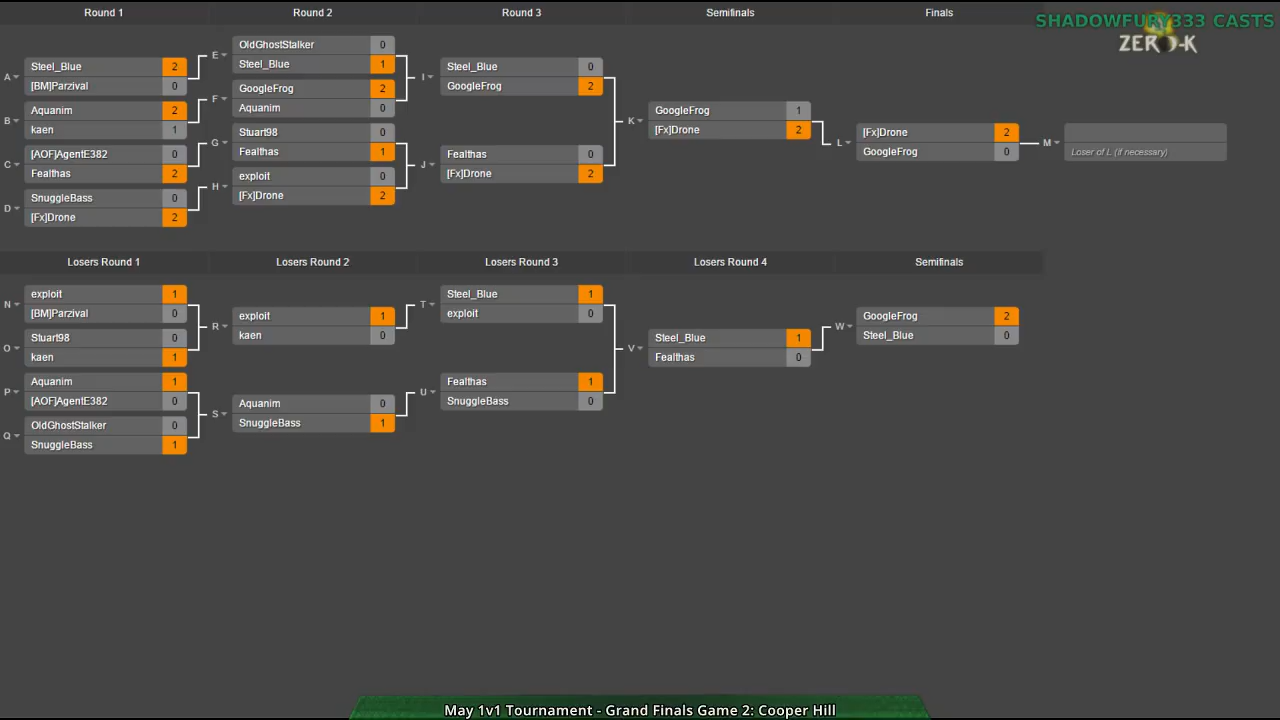 Round 1
Round 2
Round 3
Semifinals
Finals
SHADOWFURY333 CASTS
ZERO-K
A
Steel_Blue 2
[BM]Parzival 0
B
Aquanim 2
kaen 1
C
[AOF]AgentE382 0
Fealthas 2
D
SnuggleBass 0
[Fx]Drone 2
E
OldGhostStalker 0
Steel_Blue 1
F
GoogleFrog 2
Aquanim 0
G
Stuart98 0
Fealthas 1
H
exploit 0
[Fx]Drone 2
I
Steel_Blue 0
GoogleFrog 2
J
Fealthas 0
[Fx]Drone 2
K
GoogleFrog 1
[Fx]Drone 2
L
[Fx]Drone 2
GoogleFrog 0
M
Loser of L (if necessary)
Losers Round 1
Losers Round 2
Losers Round 3
Losers Round 4
Semifinals
N
exploit 1
[BM]Parzival 0
O
Stuart98 0
kaen 1
P
Aquanim 1
[AOF]AgentE382 0
Q
OldGhostStalker 0
SnuggleBass 1
R
exploit 1
kaen 0
S
Aquanim 0
SnuggleBass 1
T
Steel_Blue 1
exploit 0
U
Fealthas 1
SnuggleBass 0
V
Steel_Blue 1
Fealthas 0
W
GoogleFrog 2
Steel_Blue 0
May 1v1 Tournament - Grand Finals Game 2: Cooper Hill